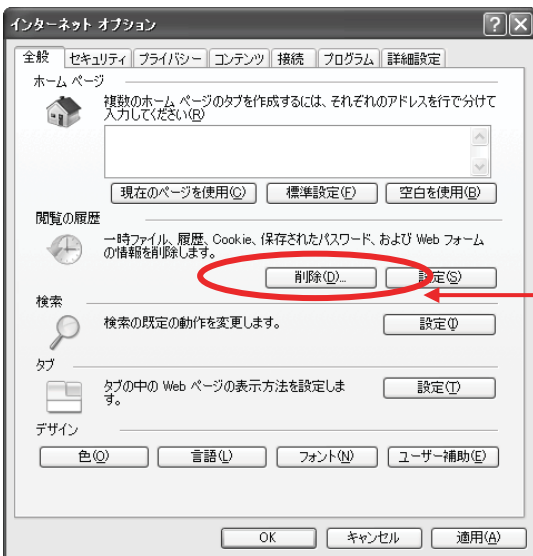 インターネット オプション
全般 セキュリティ プライバシー コンテンツ 接続 プログラム 詳細設定
ホーム ページ
複数のホーム ページのタブを作成するには、それぞれのアドレスを行で分けて
入力してください(R)
現在のページを使用(C) 標準設定(F) 空白を使用(B)
閲覧の履歴
一時ファイル、履歴、Cookie、保存されたパスワード、および Web フォーム
の情報を削除します。
削除(D)... 設定(S)
検索
検索の既定の動作を変更します。 設定(I)
タブ
タブの中の Web ページの表示方法を設定しま
す。 設定(T)
デザイン
色(O) 言語(L) フォント(N) ユーザー補助(E)
OK キャンセル 適用(A)